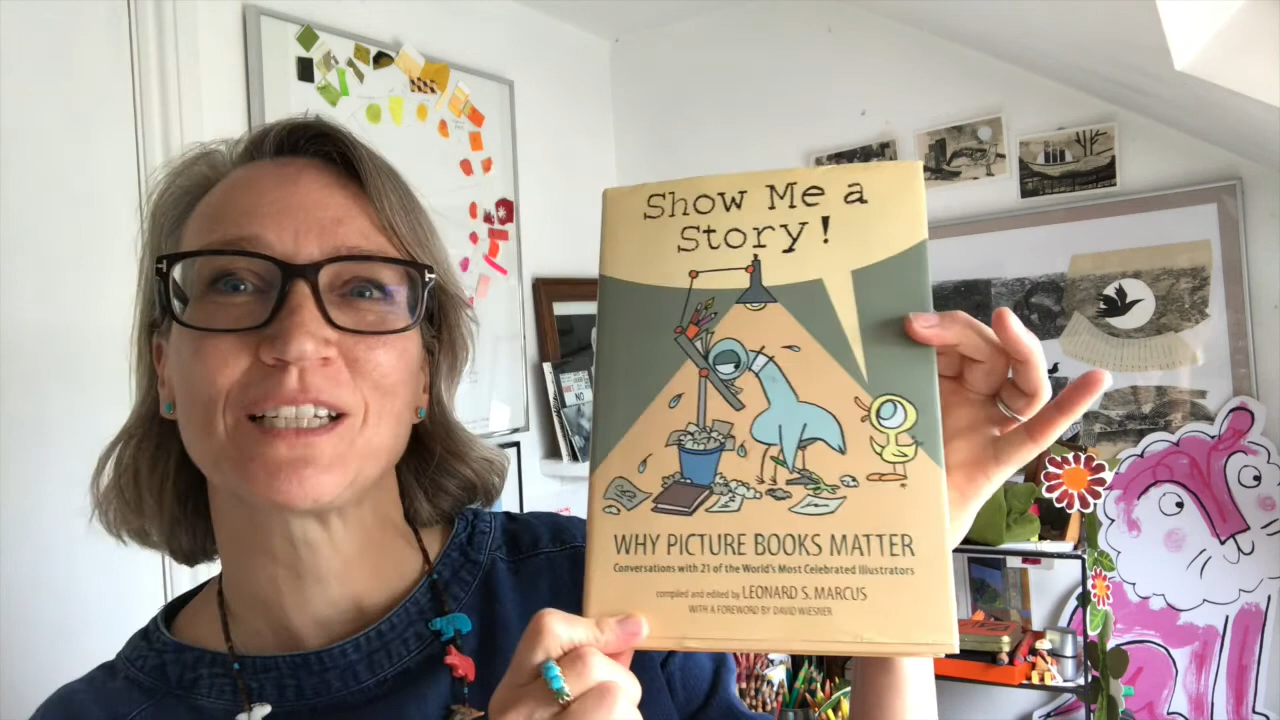 Show Me a
Story!
WHY PICTURE BOOKS MATTER
Conversations with 21 of the World's Most Celebrated Illustrators
compiled and edited by LEONARD S. MARCUS
WITH A FOREWORD BY DAVID WIESNER
NO